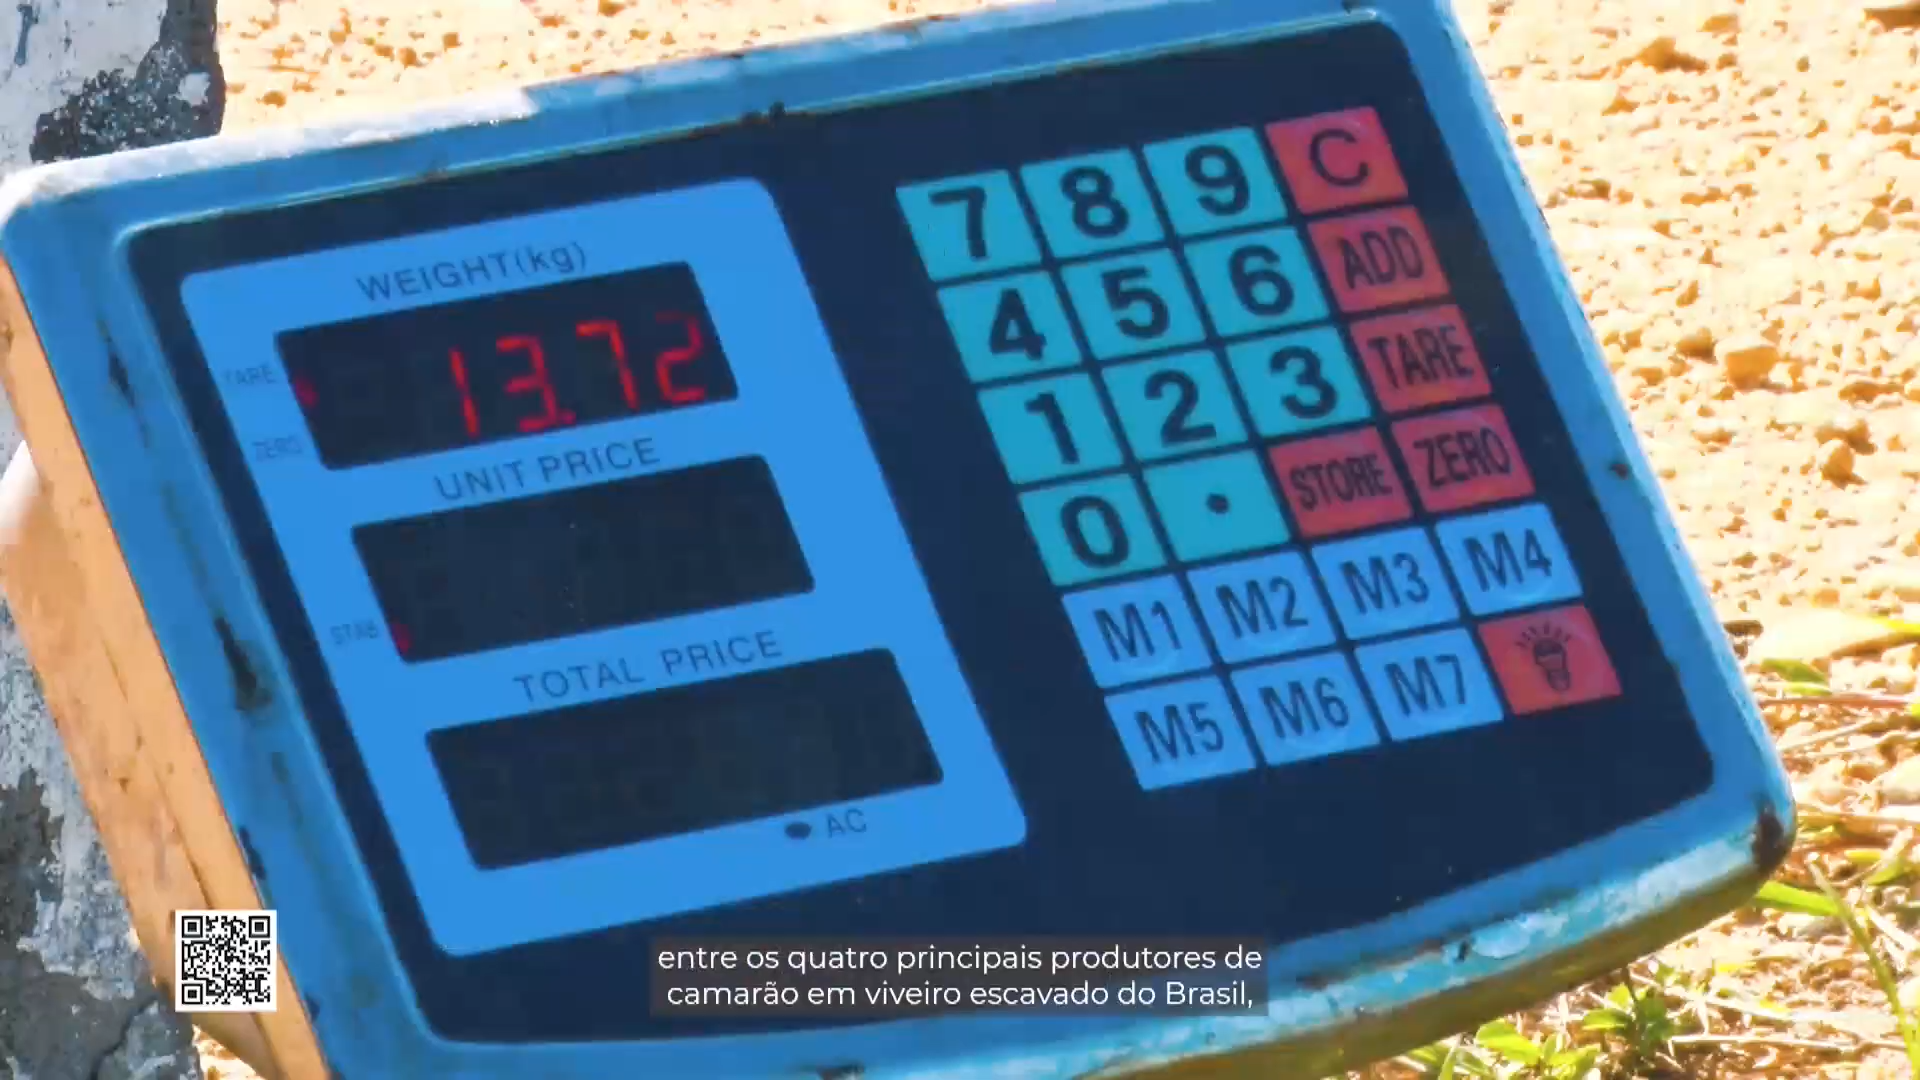 WEIGHT(kg)
TARE
13.72
ZERO
UNIT PRICE
STAB
TOTAL PRICE
AC
7 8 9 C
4 5 6 ADD
1 2 3 TARE
0 . STORE ZERO
M1 M2 M3 M4
M5 M6 M7
entre os quatro principais produtores de
camarão em viveiro escavado do Brasil,